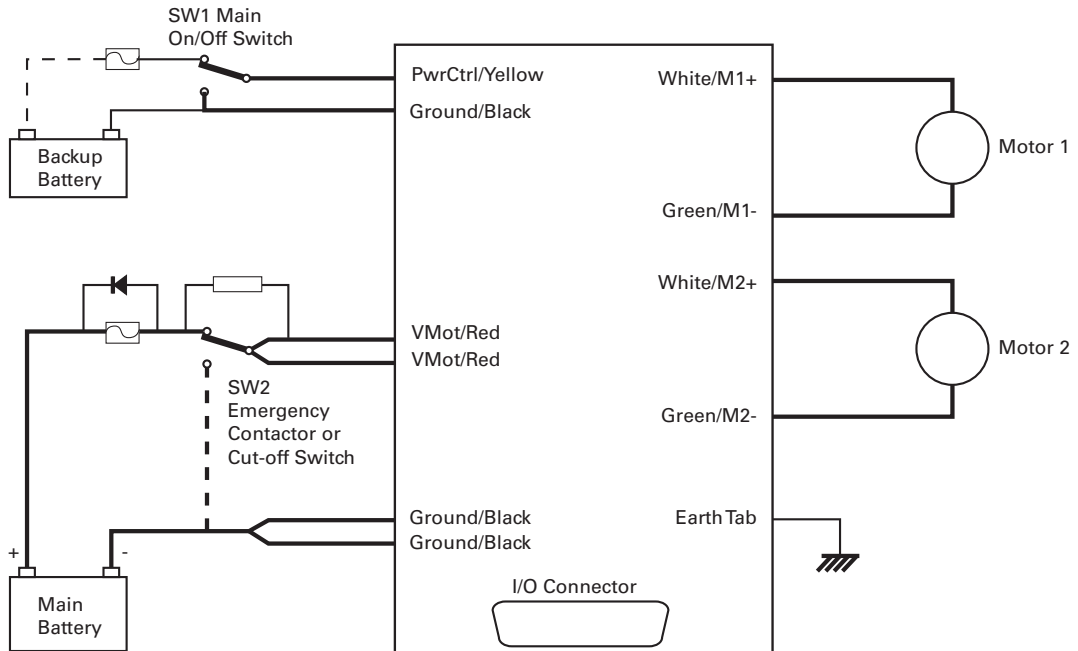 SW1 Main
On/Off Switch
PwrCtrl/Yellow
Ground/Black
Backup
Battery
White/M1+
Motor 1
Green/M1-
White/M2+
VMot/Red
VMot/Red
Motor 2
SW2
Emergency
Contactor or
Cut-off Switch
Green/M2-
Ground/Black
Ground/Black
Earth Tab
+
-
Main
Battery
I/O Connector